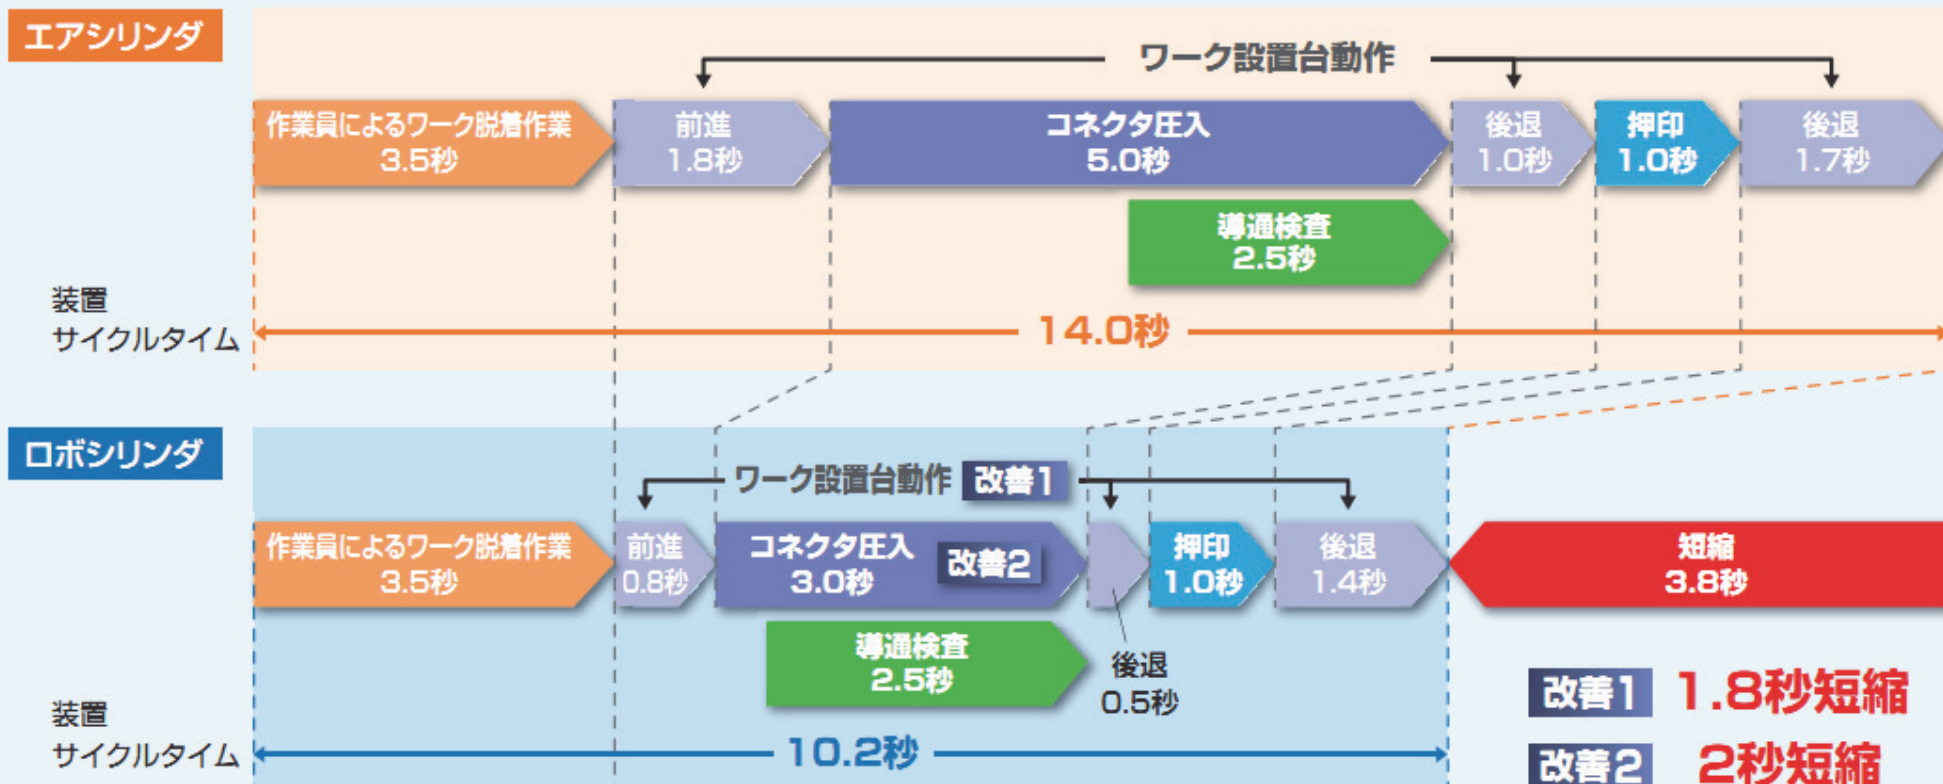 エアシリンダ
ワーク設置台動作
作業員によるワーク脱着作業
3.5秒
前進
1.8秒
コネクタ圧入
5.0秒
後退
1.0秒
押印
1.0秒
後退
1.7秒
導通検査
2.5秒
装置
サイクルタイム
14.0秒
ロボシリンダ
ワーク設置台動作 改善1
作業員によるワーク脱着作業
3.5秒
前進
0.8秒
コネクタ圧入
3.0秒
改善2
押印
1.0秒
後退
1.4秒
短縮
3.8秒
導通検査
2.5秒
後退
0.5秒
装置
サイクルタイム
10.2秒
改善1 1.8秒短縮
改善2 2秒短縮